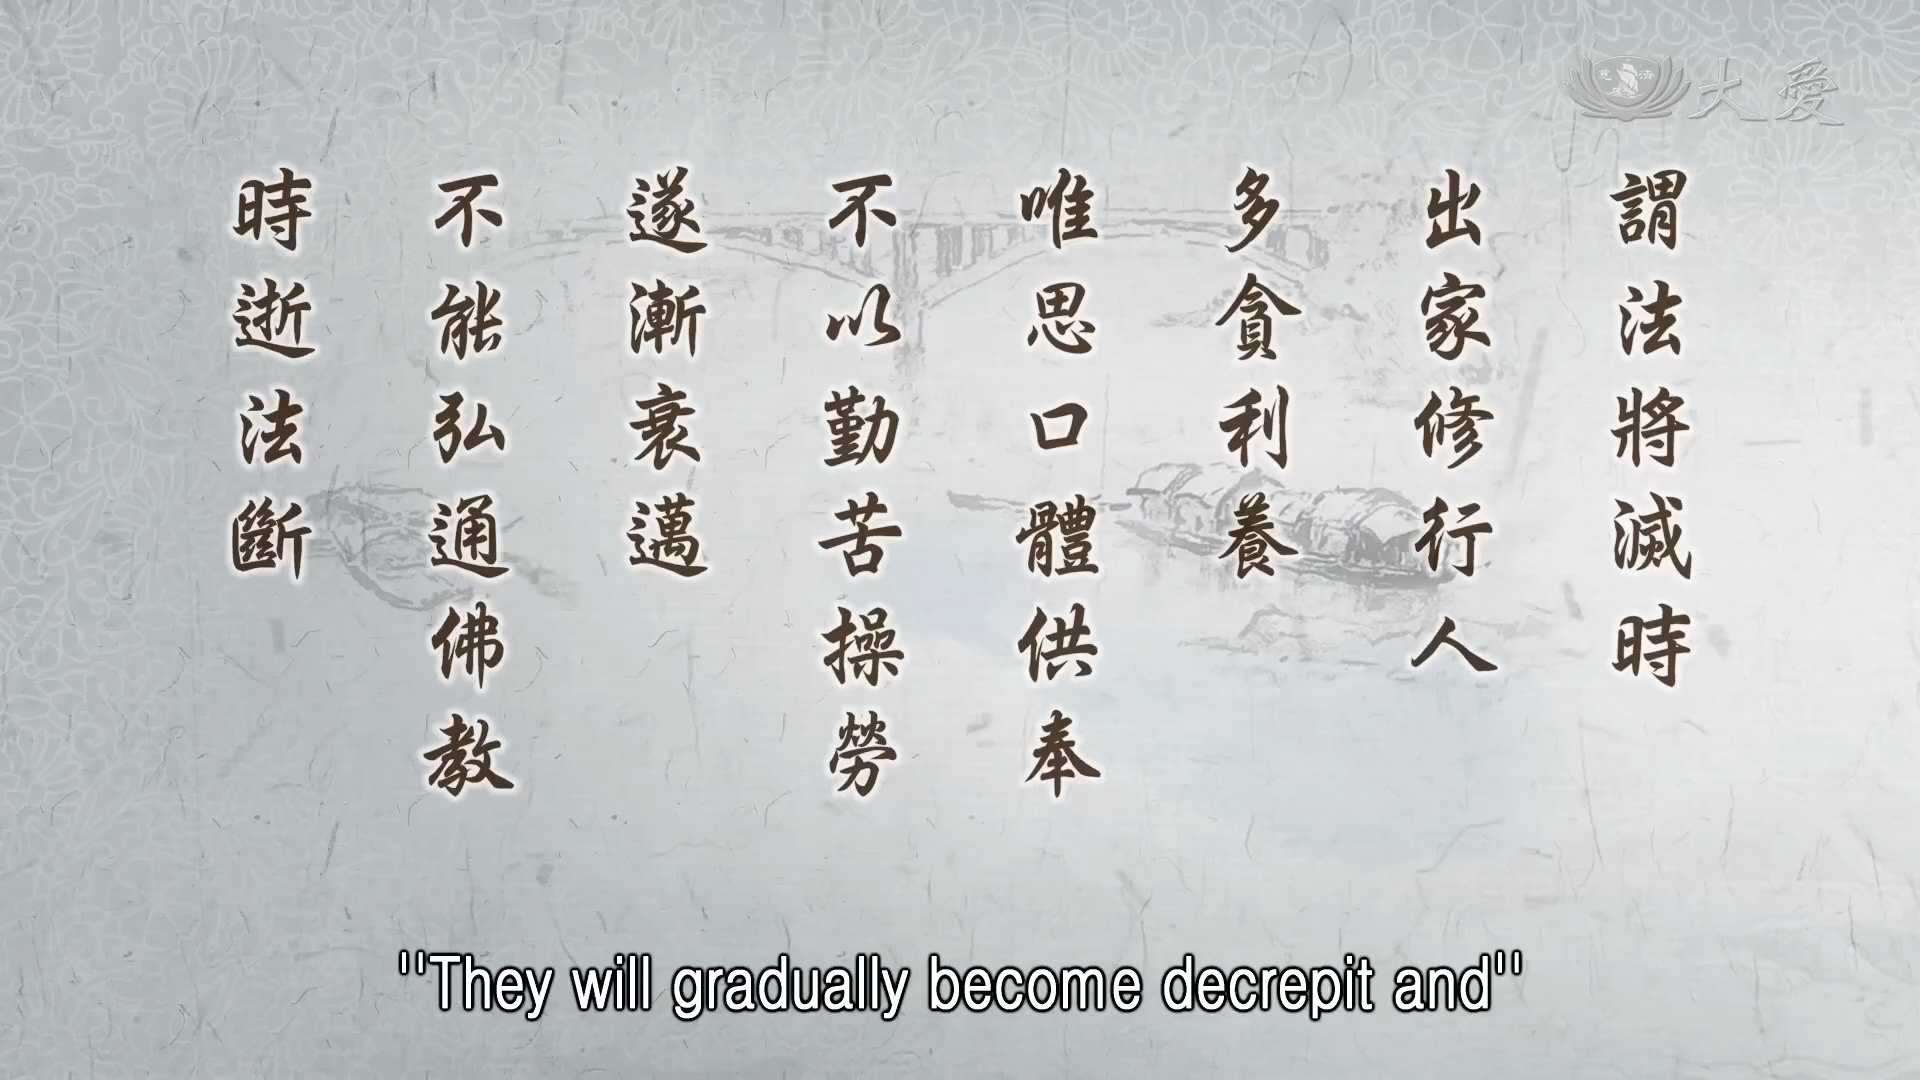 謂法將滅時
出家修行人
多貪利養
唯思口體供奉
不以勤苦操勞
遂漸衰邁
不能弘通佛教
時逝法斷
慈濟
大愛
"They will gradually become decrepit and"